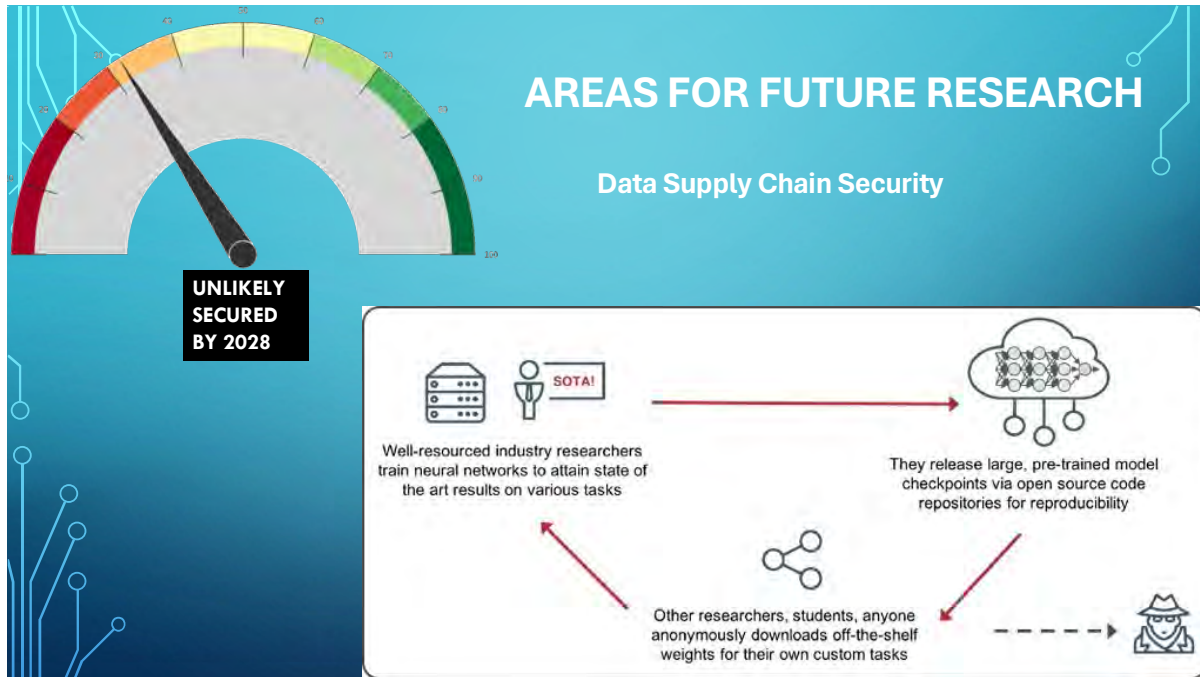 AREAS FOR FUTURE RESEARCH
Data Supply Chain Security
100
UNLIKELY
SECURED
BY 2028
SOTA!
Well-resourced industry researchers
train neural networks to attain state of
the art results on various tasks
They release large, pre-trained model
checkpoints via open source code
repositories for reproducibility
Other researchers, students, anyone
anonymously downloads off-the-shelf
weights for their own custom tasks